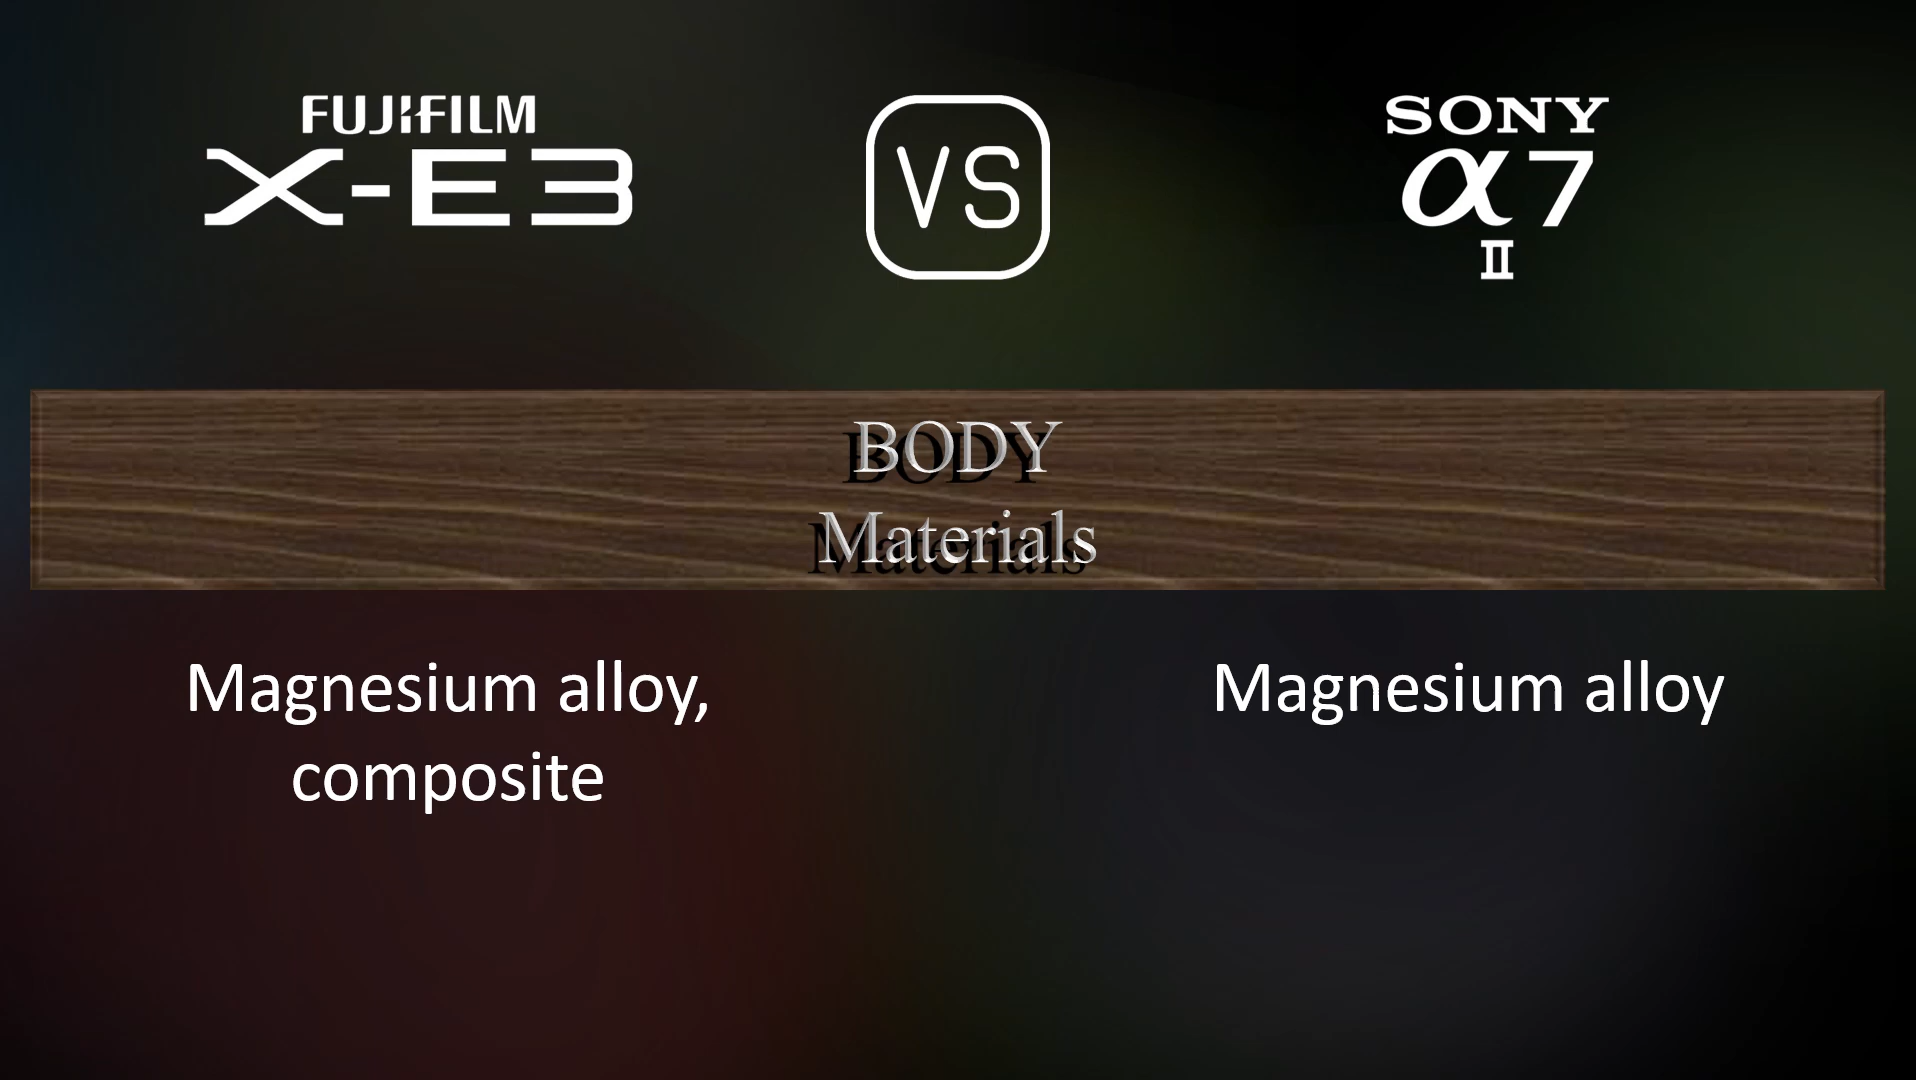 FUJIFILM
X-E3
VS
SONY
α7
II
BODY
Materials
Magnesium alloy,
composite
Magnesium alloy